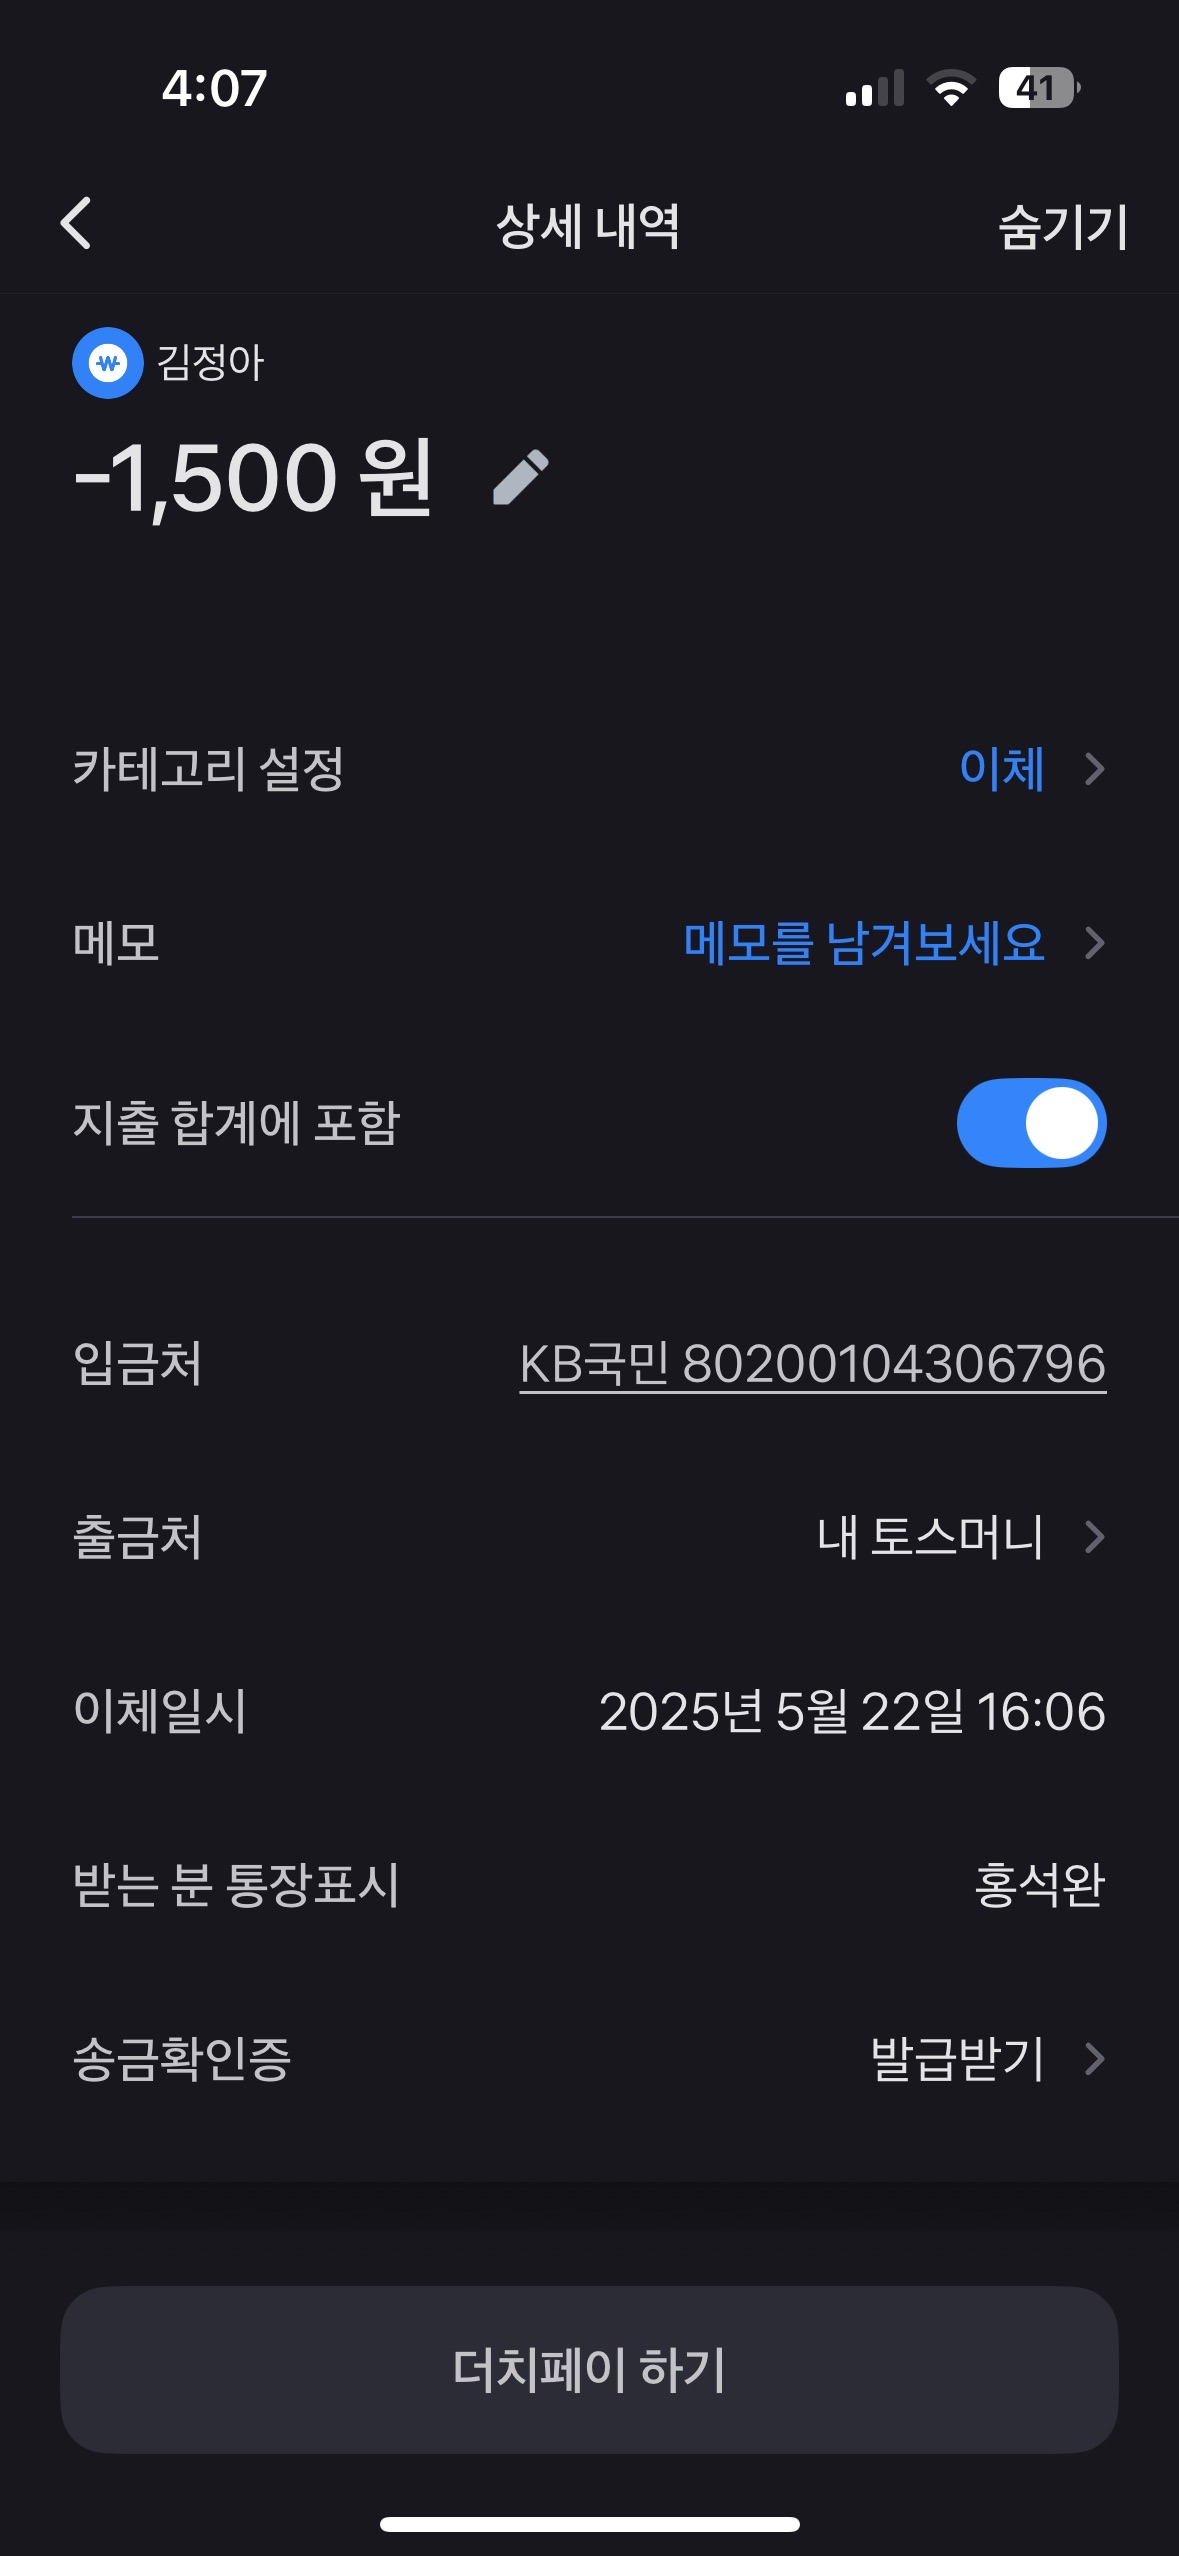 4:07
41
상세 내역
숨기기
김정아
-1,500 원
카테고리 설정 이체
메모 메모를 남겨보세요
지출 합계에 포함
입금처 KB국민 80200104306796
출금처 내 토스머니
이체일시 2025년 5월 22일 16:06
받는 분 통장표시 홍석완
송금확인증 발급받기
더치페이 하기